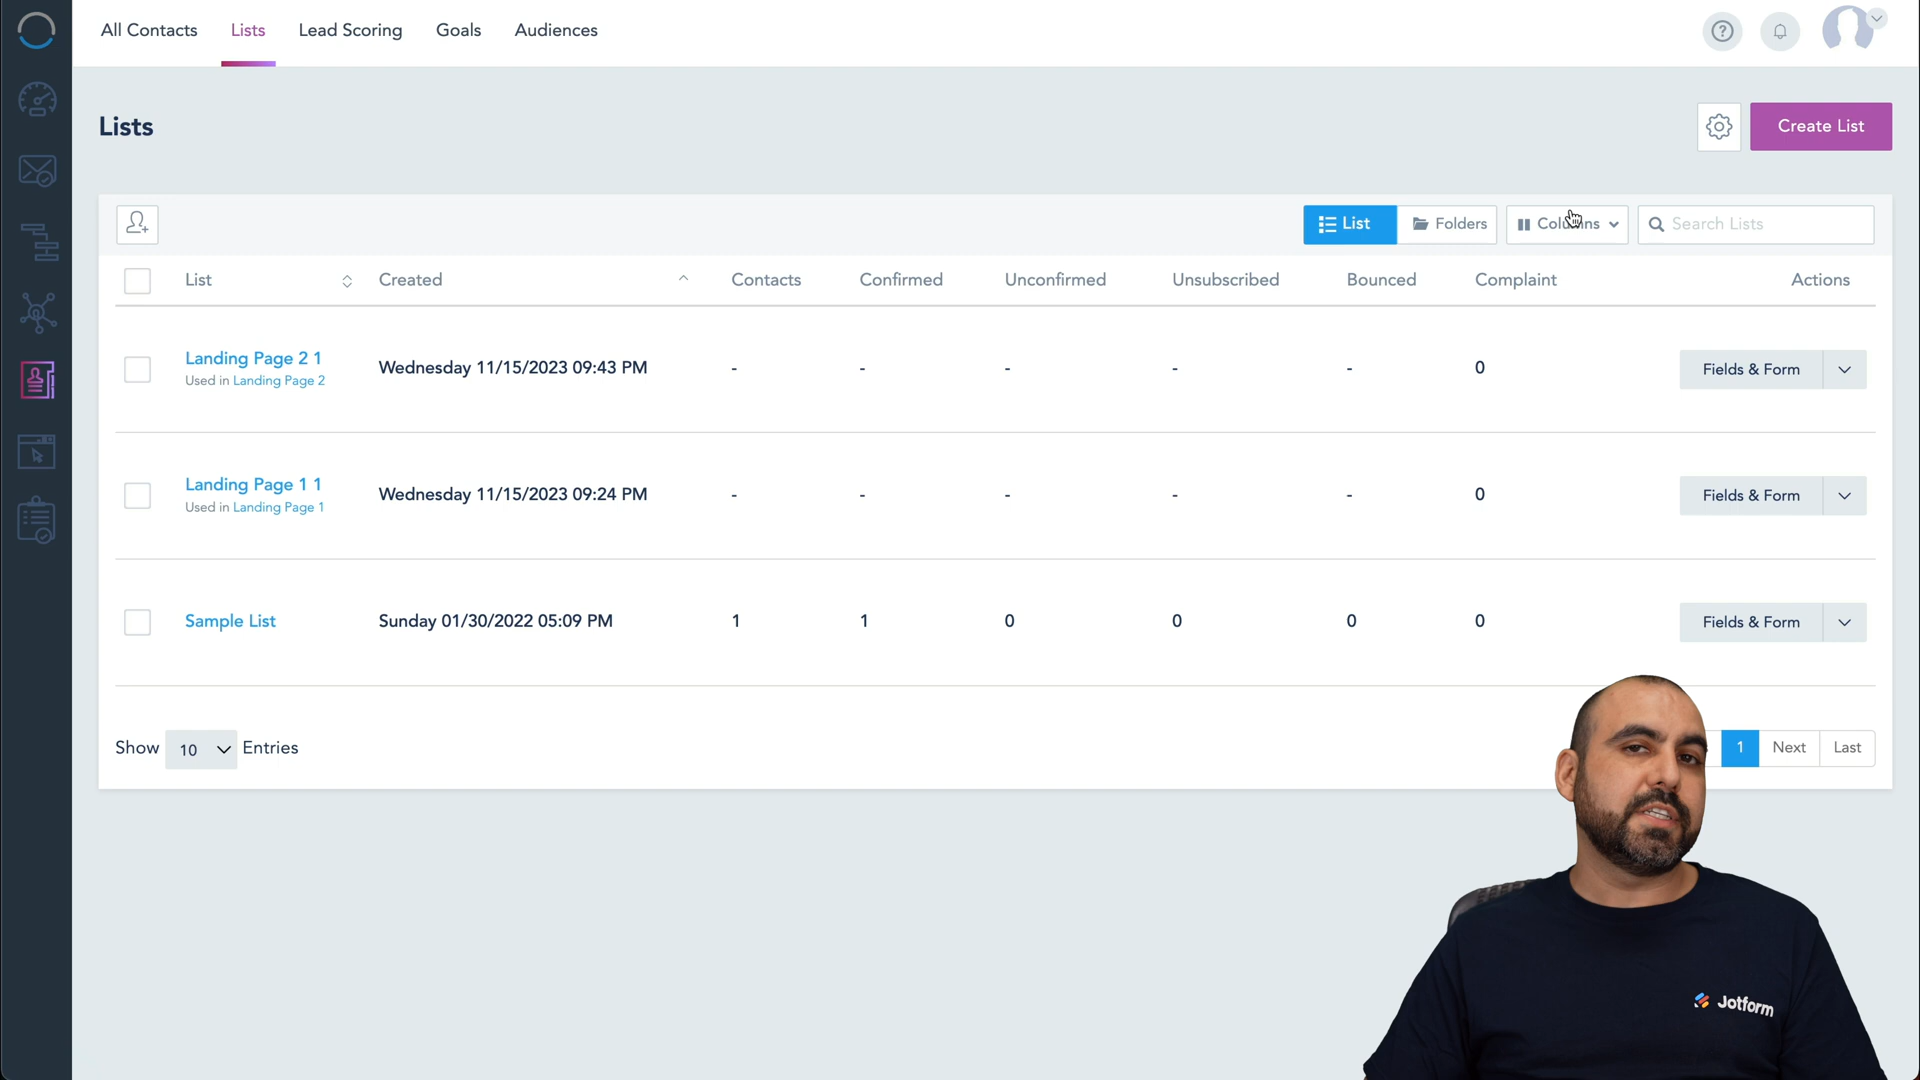 All Contacts Lists Lead Scoring Goals Audiences
Lists
Create List
List Folders Columns Search Lists
List Created Contacts Confirmed Unconfirmed Unsubscribed Bounced Complaint Actions
Landing Page 2 1 Wednesday 11/15/2023 09:43 PM - - - - - 0 Fields & Form
Used in Landing Page 2
Landing Page 1 1 Wednesday 11/15/2023 09:24 PM - - - - - 0 Fields & Form
Used in Landing Page 1
Sample List Sunday 01/30/2022 05:09 PM 1 1 0 0 0 0 Fields & Form
Show 10 Entries 1 Next Last
Jotform